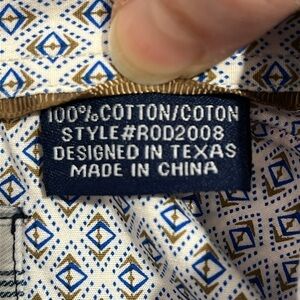 100% COTTON/COTON
STYLE#ROD2008
DESIGNED IN TEXAS
MADE IN CHINA